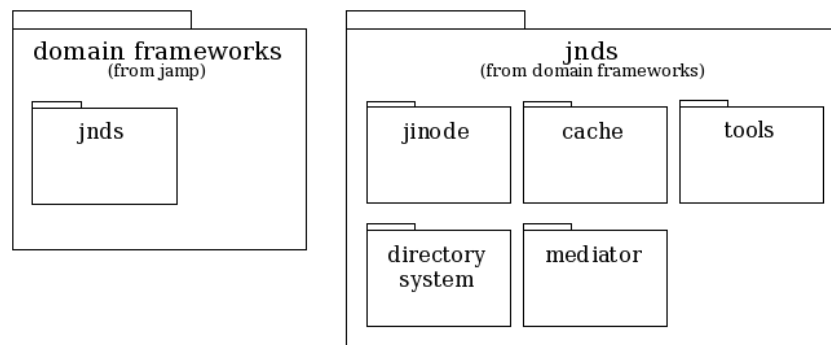 domain frameworks
(from jamp)
jnds
jnds
(from domain frameworks)
jinode
cache
tools
directory
system
mediator